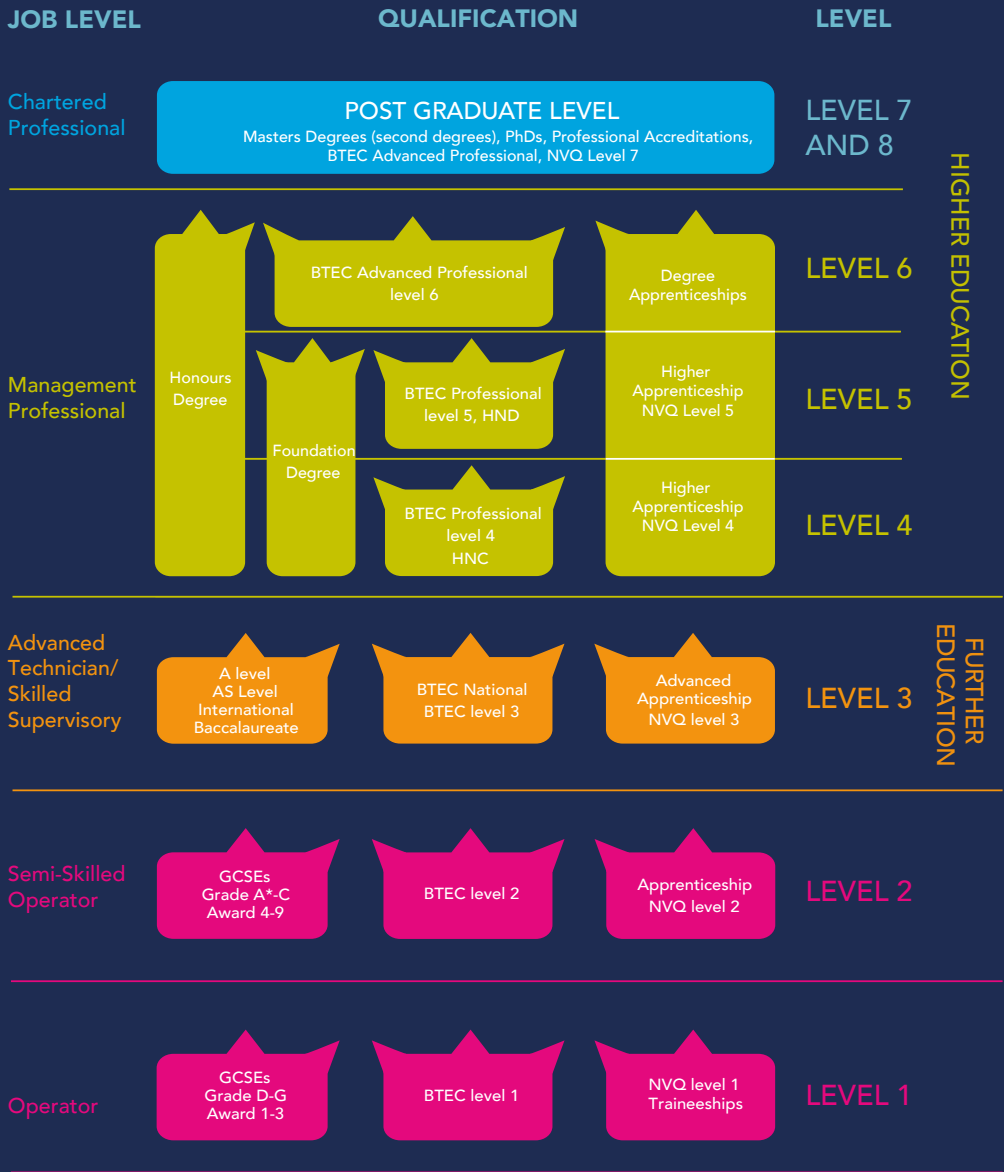 JOB LEVEL
QUALIFICATION
LEVEL
Chartered
Professional
POST GRADUATE LEVEL
Masters Degrees (second degrees), PhDs, Professional Accreditations,
BTEC Advanced Professional, NVQ Level 7
LEVEL 7
AND 8
HIGHER EDUCATION
Management
Professional
Honours
Degree
BTEC Advanced Professional
level 6
Degree
Apprenticeships
LEVEL 6
Foundation
Degree
BTEC Professional
level 5, HND
Higher
Apprenticeship
NVQ Level 5
LEVEL 5
BTEC Professional
level 4
HNC
Higher
Apprenticeship
NVQ Level 4
LEVEL 4
Advanced
Technician/
Skilled
Supervisory
A level
AS Level
International
Baccalaureate
BTEC National
BTEC level 3
Advanced
Apprenticeship
NVQ level 3
LEVEL 3
FURTHER
EDUCATION
Semi-Skilled
Operator
GCSEs
Grade A*-C
Award 4-9
BTEC level 2
Apprenticeship
NVQ level 2
LEVEL 2
Operator
GCSEs
Grade D-G
Award 1-3
BTEC level 1
NVQ level 1
Traineeships
LEVEL 1